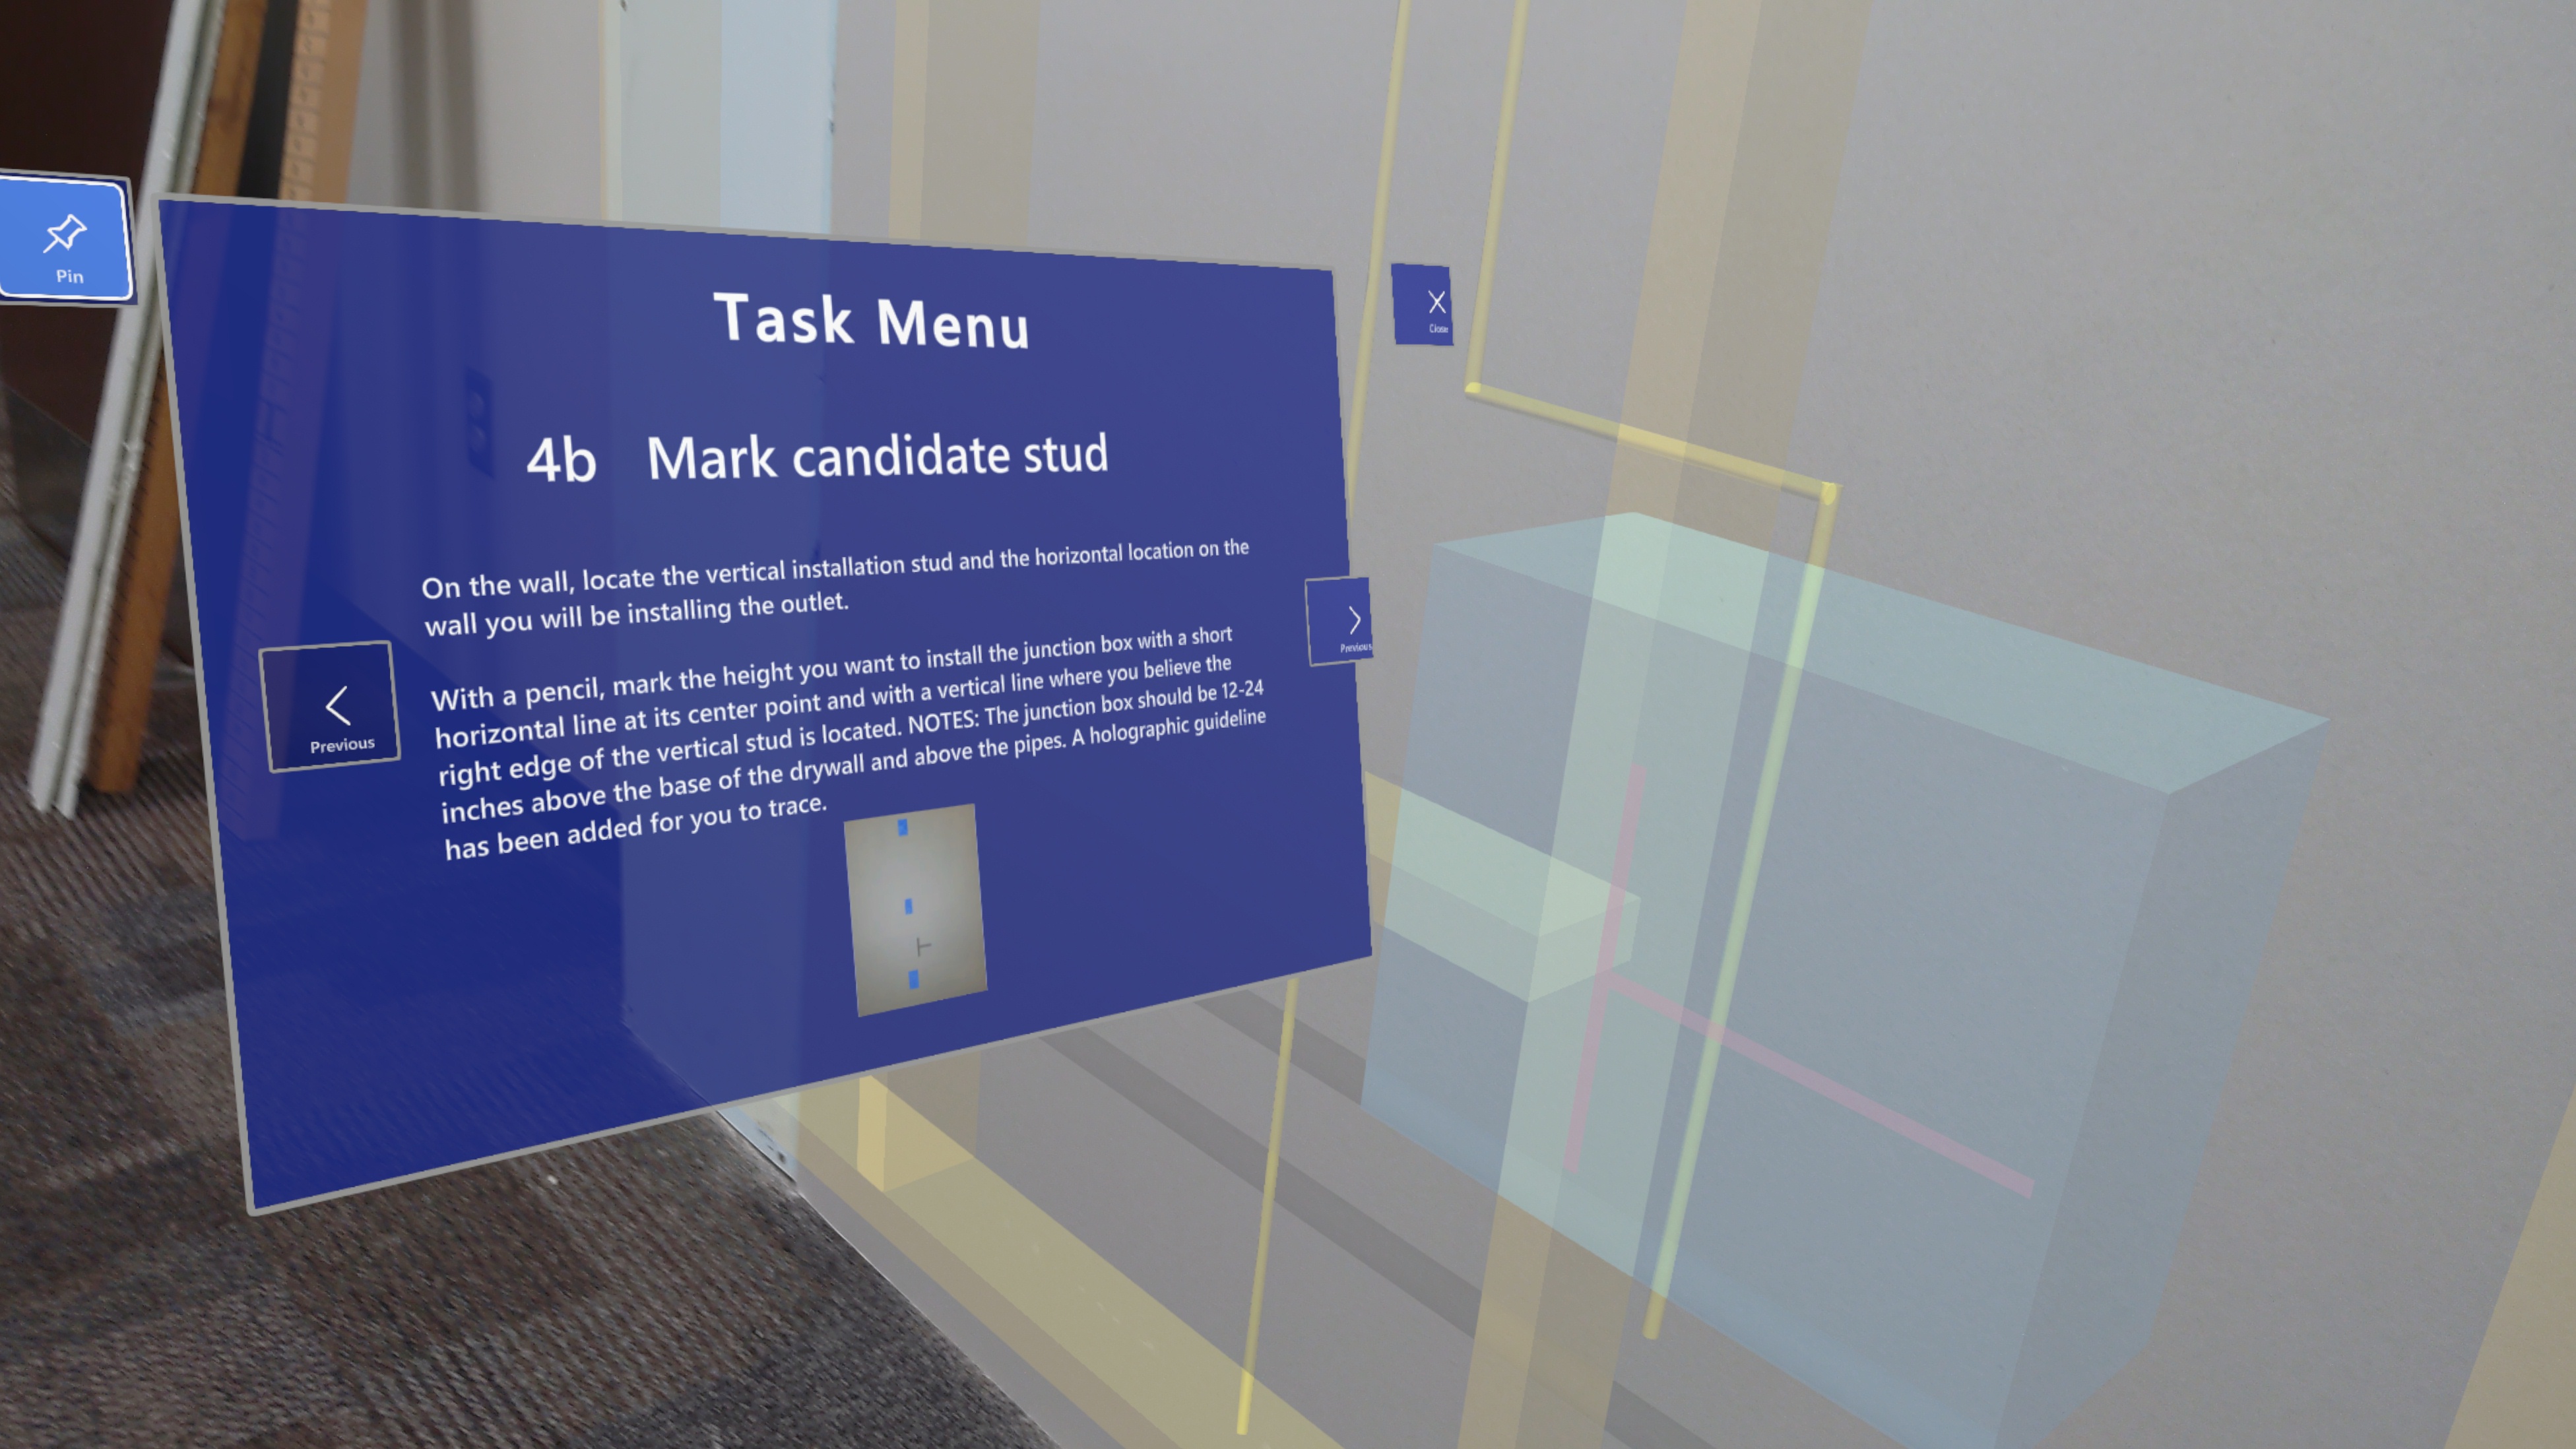 Pin
Task Menu
Close
4b Mark candidate stud
On the wall, locate the vertical installation stud and the horizontal location on the
wall you will be installing the outlet.
Previous
With a pencil, mark the height you want to install the junction box with a short
horizontal line at its center point and with a vertical line where you believe the
right edge of the vertical stud is located. NOTES: The junction box should be 12-24
inches above the base of the drywall and above the pipes. A holographic guideline
has been added for you to trace.
Previous